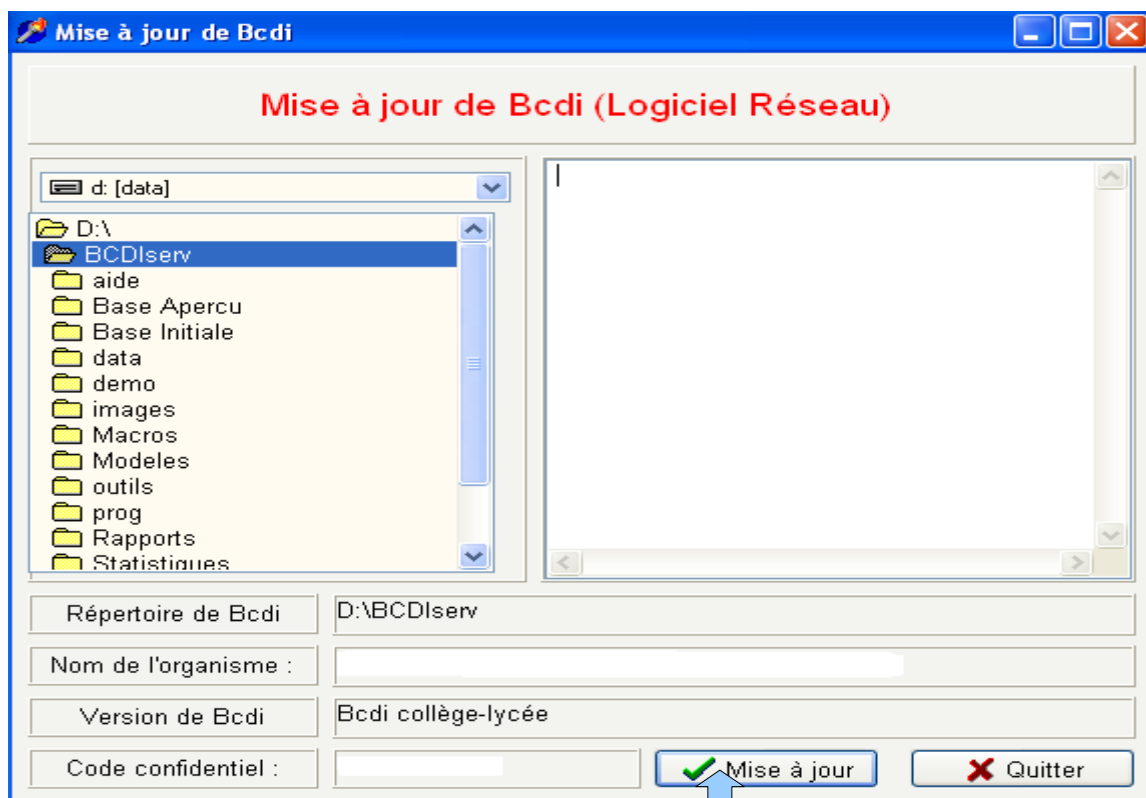 Mise à jour de Bcdi
Mise à jour de Bcdi (Logiciel Réseau)
d: [data]
D:\
BCDIserv
aide
Base Apercu
Base Initiale
data
demo
images
Macros
Modeles
outils
prog
Rapports
Statistiques
Répertoire de Bcdi
D:\BCDIserv
Nom de l'organisme :
Version de Bcdi
Bcdi collège-lycée
Code confidentiel :
Mise à jour
Quitter